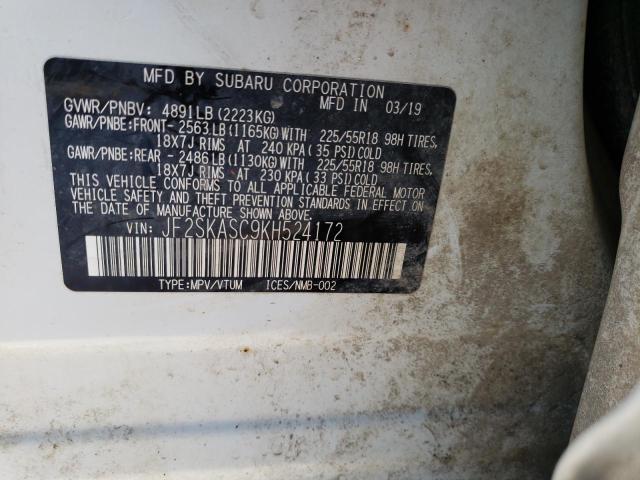 MFD BY SUBARU CORPORATION
GVWR/PNBV: 4891LB (2223KG) MFD IN 03/19
GAWR/PNBE:FRONT- 2563LB(1165KG)WITH 225/55R18 98H TIRES,
18X7J RIMS AT 240 KPA (35 PSI)COLD
GAWR/PNBE:REAR - 2486LB(1130KG)WITH 225/55R18 98H TIRES,
18X7J RIMS AT 230 KPA (33 PSI)COLD
THIS VEHICLE CONFORMS TO ALL APPLICABLE FEDERAL MOTOR
VEHICLE SAFETY AND THEFT PREVENTION STANDARDS IN EFFECT
ON THE DATE OF MANUFACTURE SHOWN ABOVE.
VIN: JF2SKASC9KH524172
TYPE:MPV/VTUM ICES/NMB-002